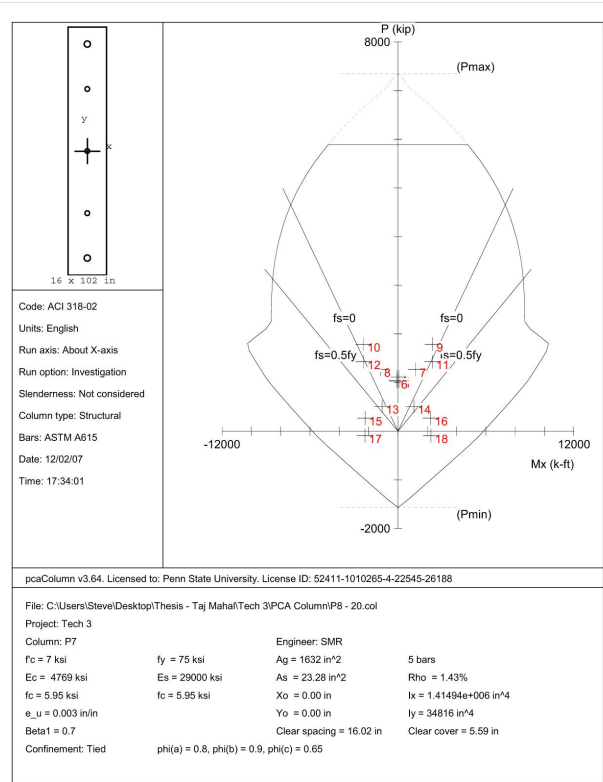 y
x
16 x 102 in
Code: ACI 318-02
Units: English
Run axis: About X-axis
Run option: Investigation
Slenderness: Not considered
Column type: Structural
Bars: ASTM A615
Date: 12/02/07
Time: 17:34:01
P (kip)
8000
(Pmax)
fs=0 fs=0
10 9
fs=0.5fy fs=0.5fy
12 11
8 7
6
13 14
15 16
17 18
-12000 12000
Mx (k-ft)
(Pmin)
-2000
pcaColumn v3.64. Licensed to: Penn State University. License ID: 52411-1010265-4-22545-26188
File: C:\Users\Steve\Desktop\Thesis - Taj Mahal\Tech 3\PCA Column\P8 - 20.col
Project: Tech 3
Column: P7 Engineer: SMR
f'c = 7 ksi fy = 75 ksi Ag = 1632 in^2 5 bars
Ec = 4769 ksi Es = 29000 ksi As = 23.28 in^2 Rho = 1.43%
fc = 5.95 ksi fc = 5.95 ksi Xo = 0.00 in Ix = 1.41494e+006 in^4
e_u = 0.003 in/in Yo = 0.00 in Iy = 34816 in^4
Beta1 = 0.7 Clear spacing = 16.02 in Clear cover = 5.59 in
Confinement: Tied phi(a) = 0.8, phi(b) = 0.9, phi(c) = 0.65